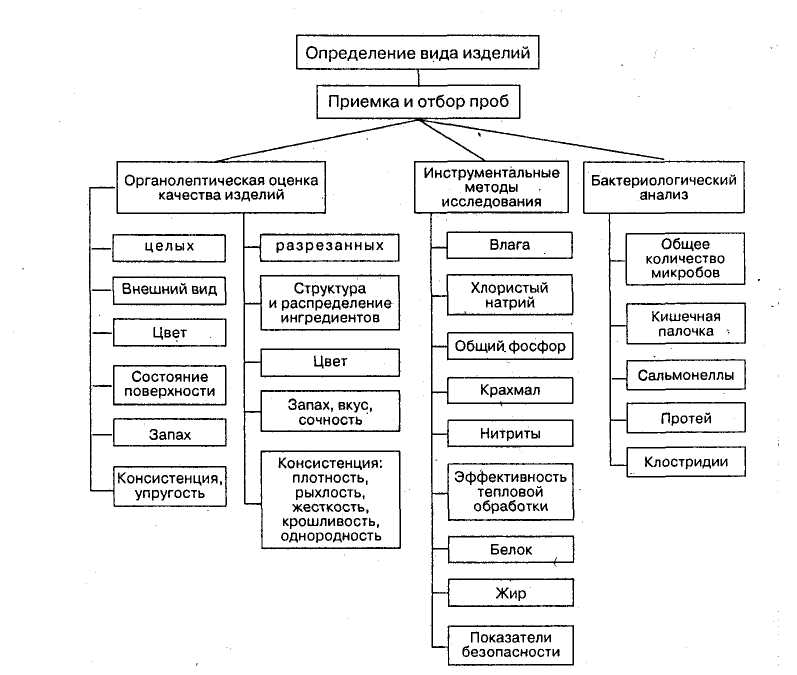 Определение вида изделий
Приемка и отбор проб
Органолептическая оценка
качества изделий
целых
Внешний вид
Цвет
Состояние
поверхности
Запах
Консистенция,
упругость
разрезанных
Структура
и распределение
ингредиентов
Цвет
Запах, вкус,
сочность
Консистенция:
плотность,
рыхлость,
жесткость,
крошливость,
однородность
Инструментальные
методы
исследования
Влага
Хлористый
натрий
Общий фосфор
Крахмал
Нитриты
Эффективность
тепловой
обработки
Белок
Жир
Показатели
безопасности
Бактериологический
анализ
Общее
количество
микробов
Кишечная
палочка
Сальмонеллы
Протей
Клостридии